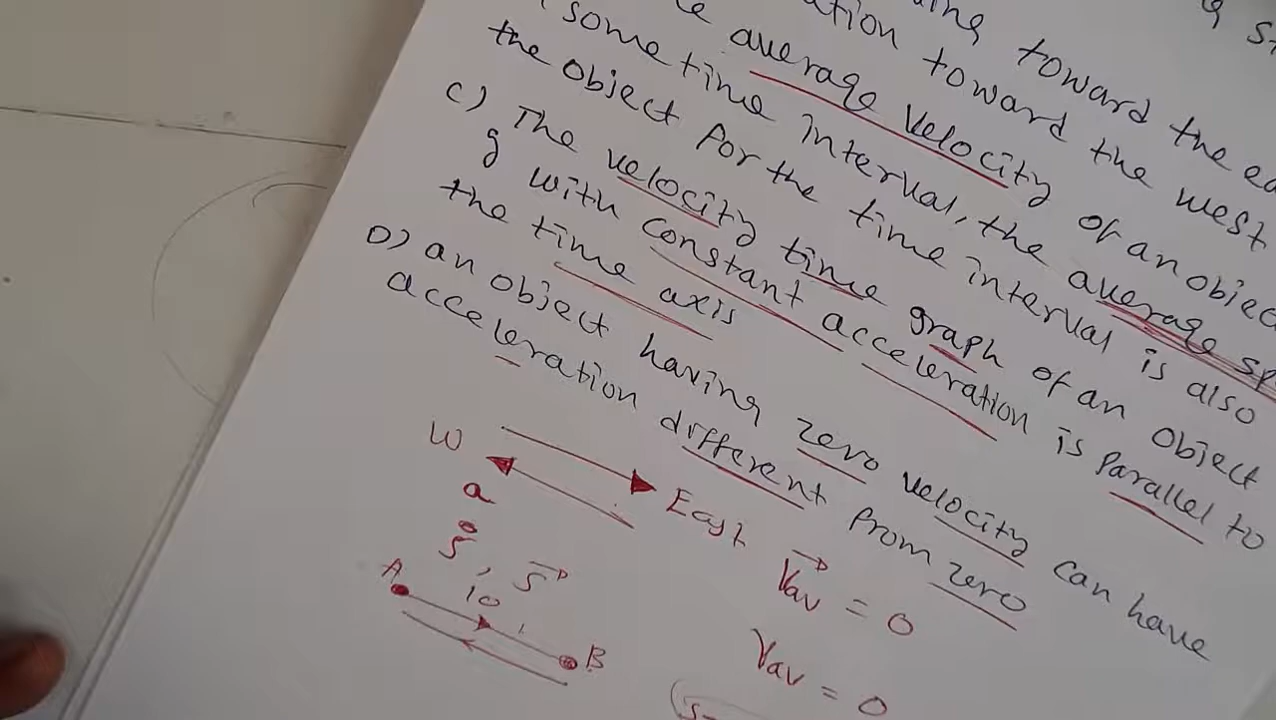 toward the
ation toward the west
average velocity of an object
some time interval, the average
the object for the time interval is also
C) The velocity time graph of an object
g with constant acceleration is parallel to
the time axis
D) an object having zero velocity can have
acceleration different from zero
W
East
a
S, S
A
10
B
Vav = 0
Vav = 0